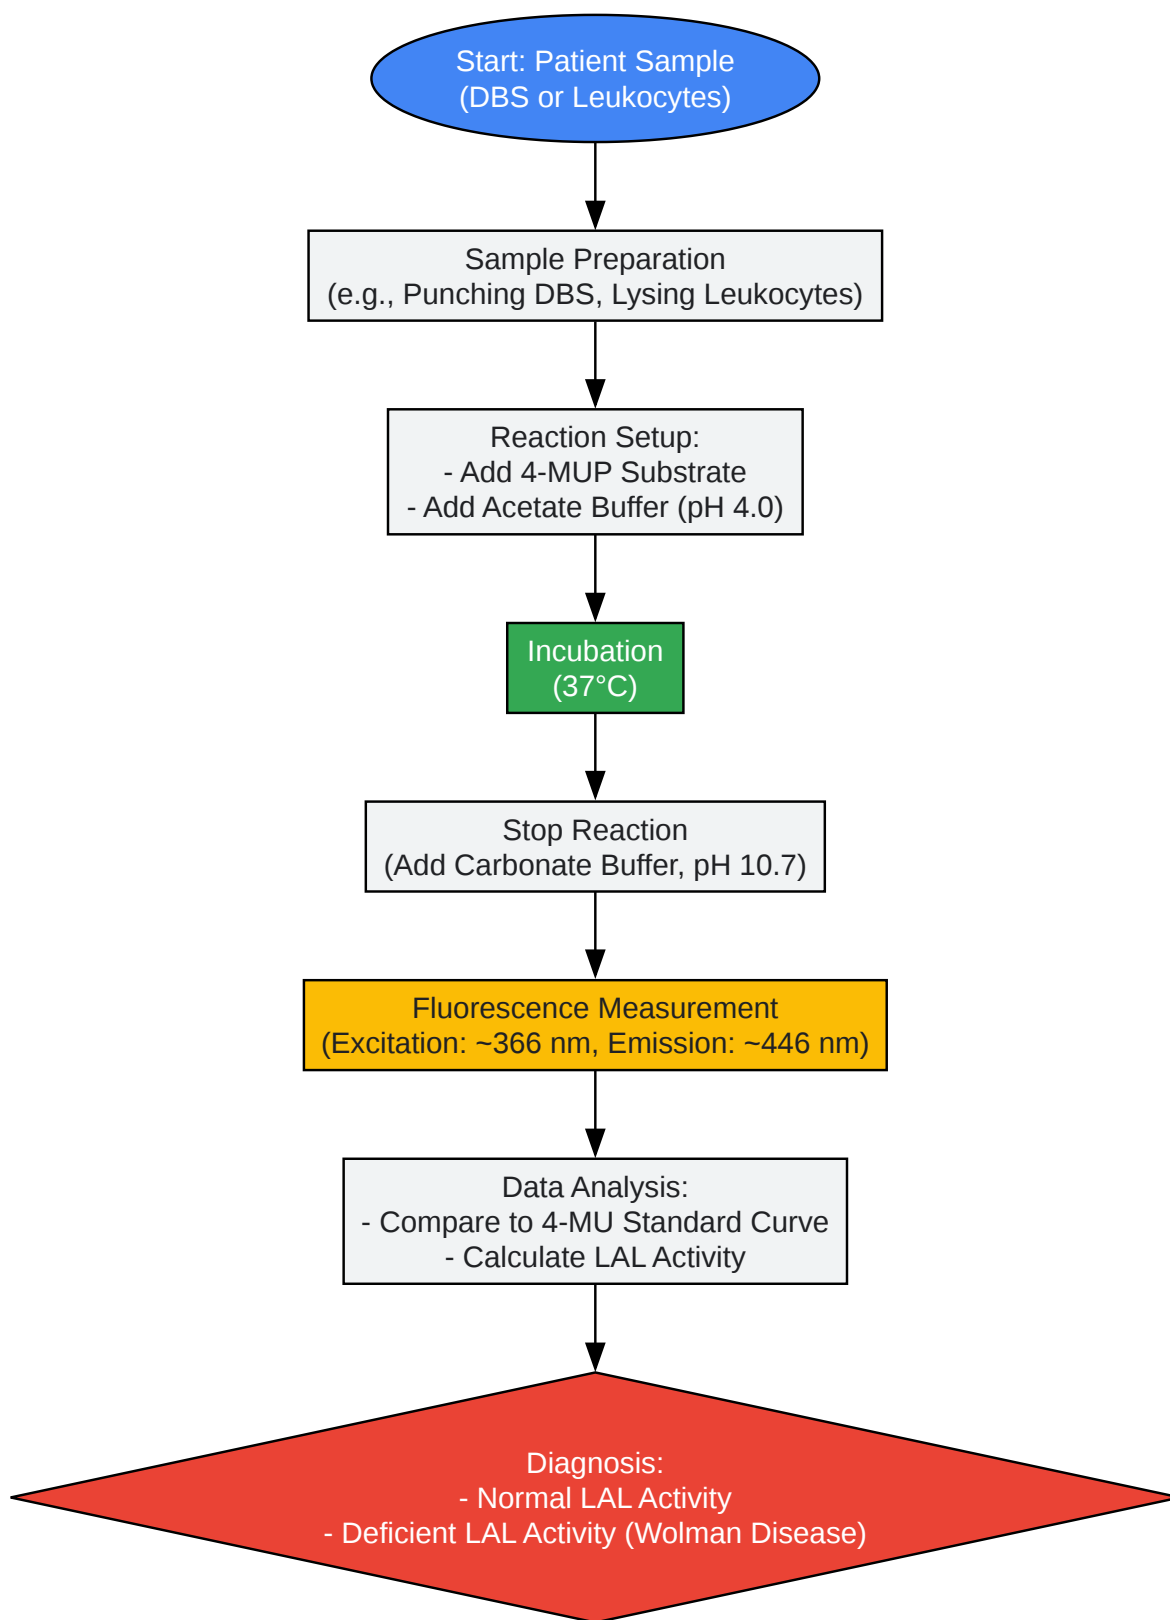 Start: Patient Sample
(DBS or Leukocytes)
Sample Preparation
(e.g., Punching DBS, Lysing Leukocytes)
Reaction Setup:
- Add 4-MUP Substrate
- Add Acetate Buffer (pH 4.0)
Incubation
(37°C)
Stop Reaction
(Add Carbonate Buffer, pH 10.7)
Fluorescence Measurement
(Excitation: ~366 nm, Emission: ~446 nm)
Data Analysis:
- Compare to 4-MU Standard Curve
- Calculate LAL Activity
Diagnosis:
- Normal LAL Activity
- Deficient LAL Activity (Wolman Disease)